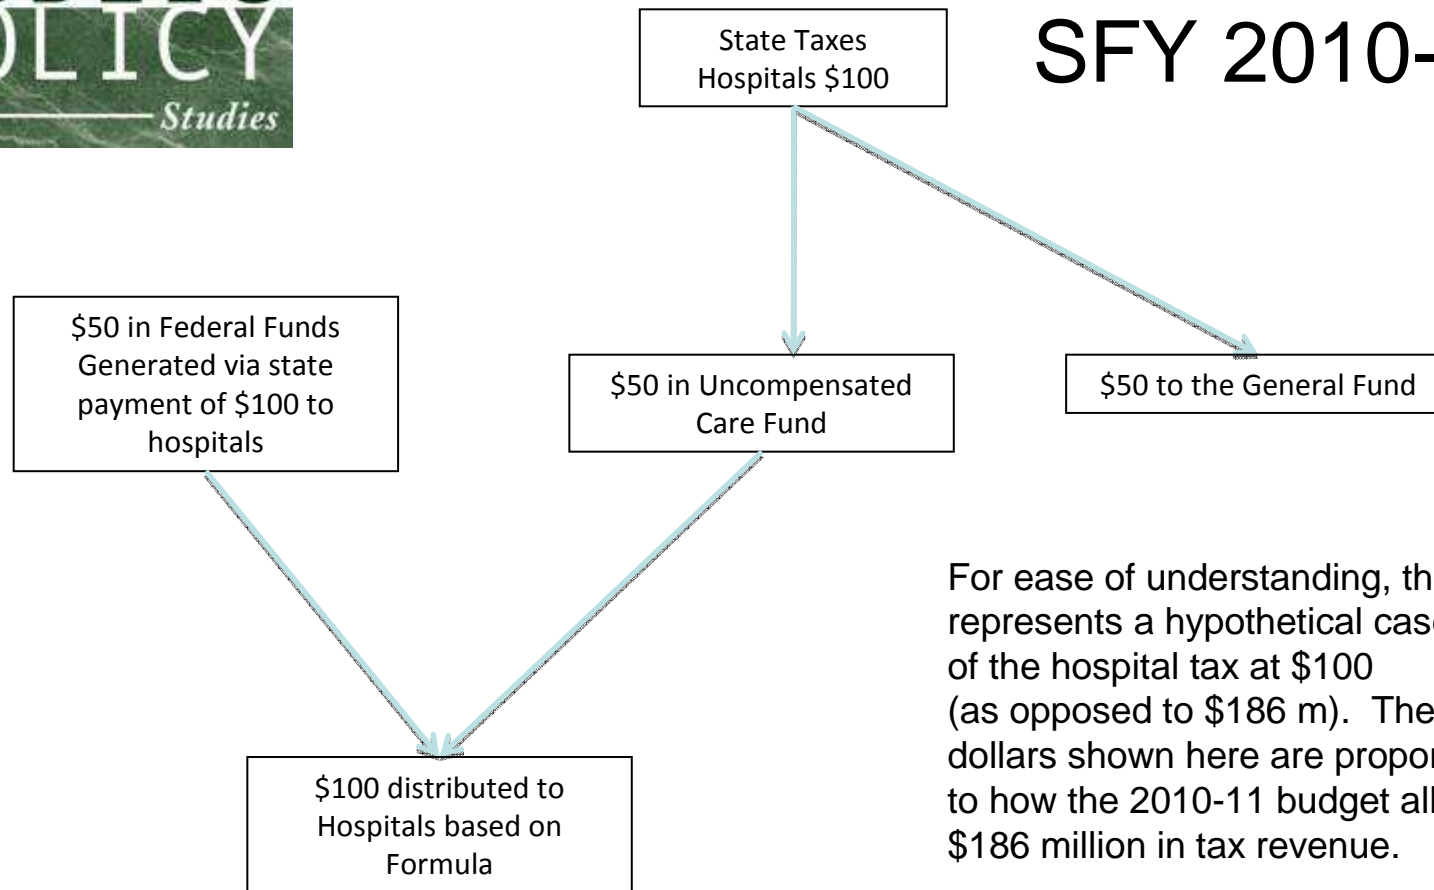 OLICY
Studies
SFY 2010-
State Taxes
Hospitals $100
$50 in Federal Funds
Generated via state
payment of $100 to
hospitals
$50 in Uncompensated
Care Fund
$50 to the General Fund
$100 distributed to
Hospitals based on
Formula
For ease of understanding, th
represents a hypothetical case
of the hospital tax at $100
(as opposed to $186 m). The
dollars shown here are propor
to how the 2010-11 budget all
$186 million in tax revenue.